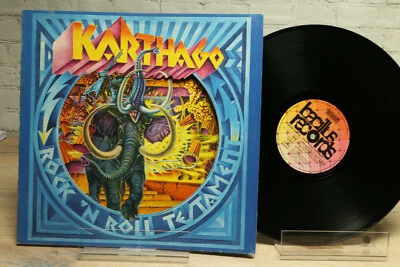 KARTHAGO
ROCK 'N ROLL TESTAMENT
bacillus
records